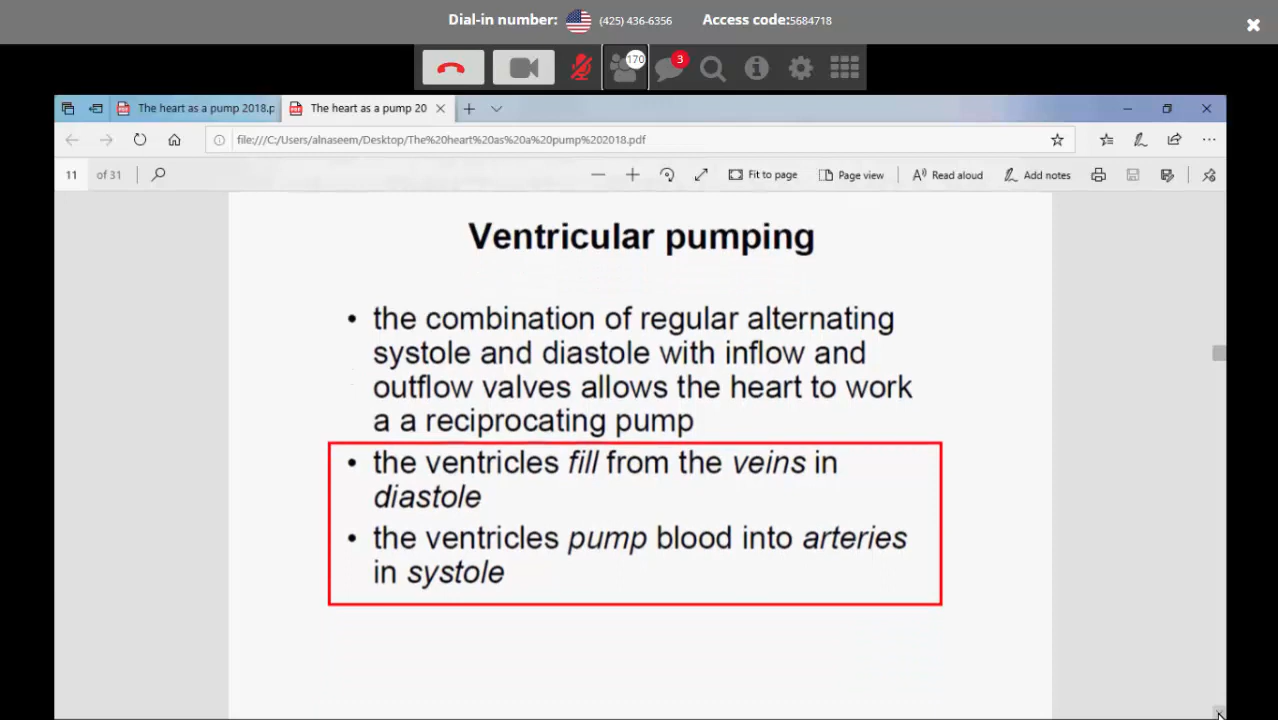 Dial-in number: (425) 436-6356 Access code:5684718
170 3
The heart as a pump 2018.p The heart as a pump 20
file:///C:/Users/alnaseem/Desktop/The%20heart%20as%20a%20pump%202018.pdf
11 of 31 Fit to page Page view Read aloud Add notes
Ventricular pumping
• the combination of regular alternating
systole and diastole with inflow and
outflow valves allows the heart to work
a a reciprocating pump
• the ventricles fill from the veins in
diastole
• the ventricles pump blood into arteries
in systole